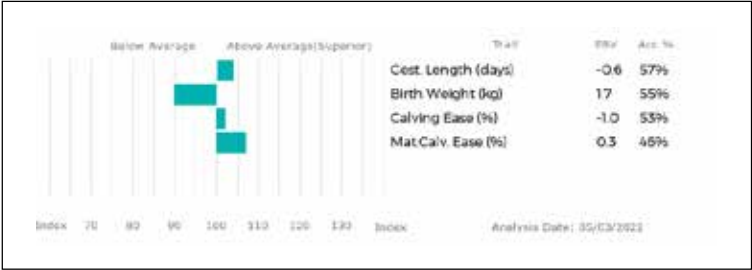 Below Average Above Average(Superior) Trait EBV Acc. %
Gest. Length (days) -0.6 57%
Birth Weight (kg) 1.7 55%
Calving Ease (%) -1.0 53%
Mat.Calv. Ease (%) 0.3 46%
Index 70 80 90 100 110 120 130 Index Analysis Date: 05/03/2021